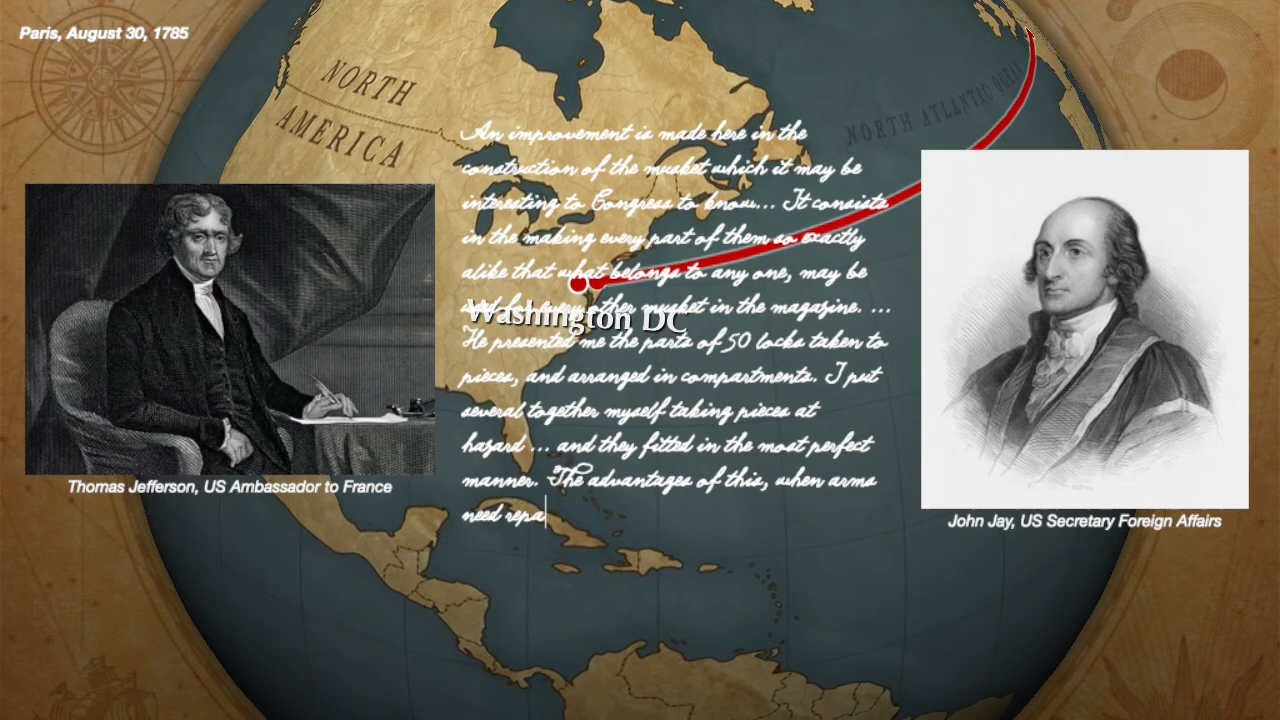 Paris, August 30, 1785
NORTH
AMERICA
NORTH ATLANTIC
An improvement is made here in the
construction of the musket which it may be
interesting to Congress to know... It consists
in the making every part of them so exactly
alike that what belongs to any one, may be
used for every other musket in the magazine. ...
Washington DC
He presented me the parts of 50 locks taken to
pieces, and arranged in compartments. I put
several together myself taking pieces at
hazard ... and they fitted in the most perfect
manner. The advantages of this, when arms
need repa
Thomas Jefferson, US Ambassador to France
John Jay, US Secretary Foreign Affairs